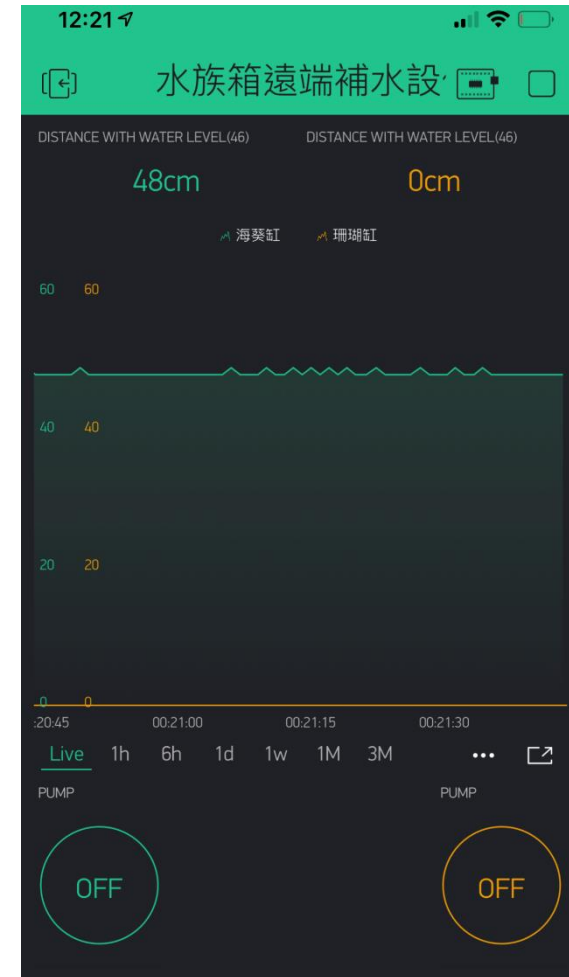 12:21
水族箱遠端補水設
DISTANCE WITH WATER LEVEL(46) DISTANCE WITH WATER LEVEL(46)
48cm 0cm
海葵缸 珊瑚缸
60 60
40 40
20 20
0 0
:20:45 00:21:00 00:21:15 00:21:30
Live 1h 6h 1d 1w 1M 3M ...
PUMP PUMP
OFF OFF